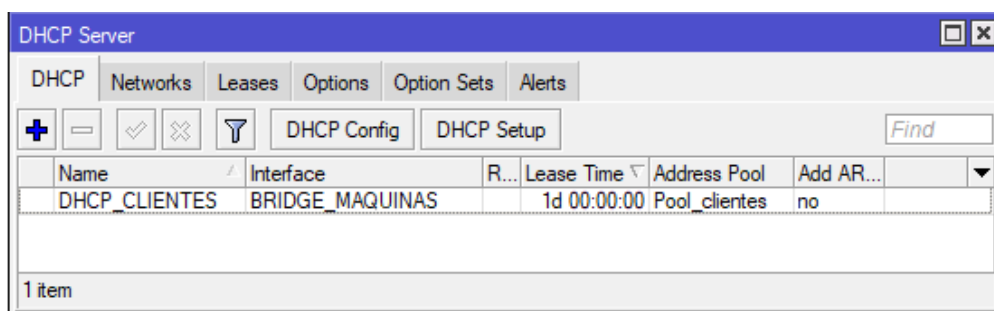 DHCP Server
DHCP Networks Leases Options Option Sets Alerts
DHCP Config DHCP Setup Find
Name Interface R... Lease Time Address Pool Add AR...
DHCP_CLIENTES BRIDGE_MAQUINAS 1d 00:00:00 Pool_clientes no
1 item